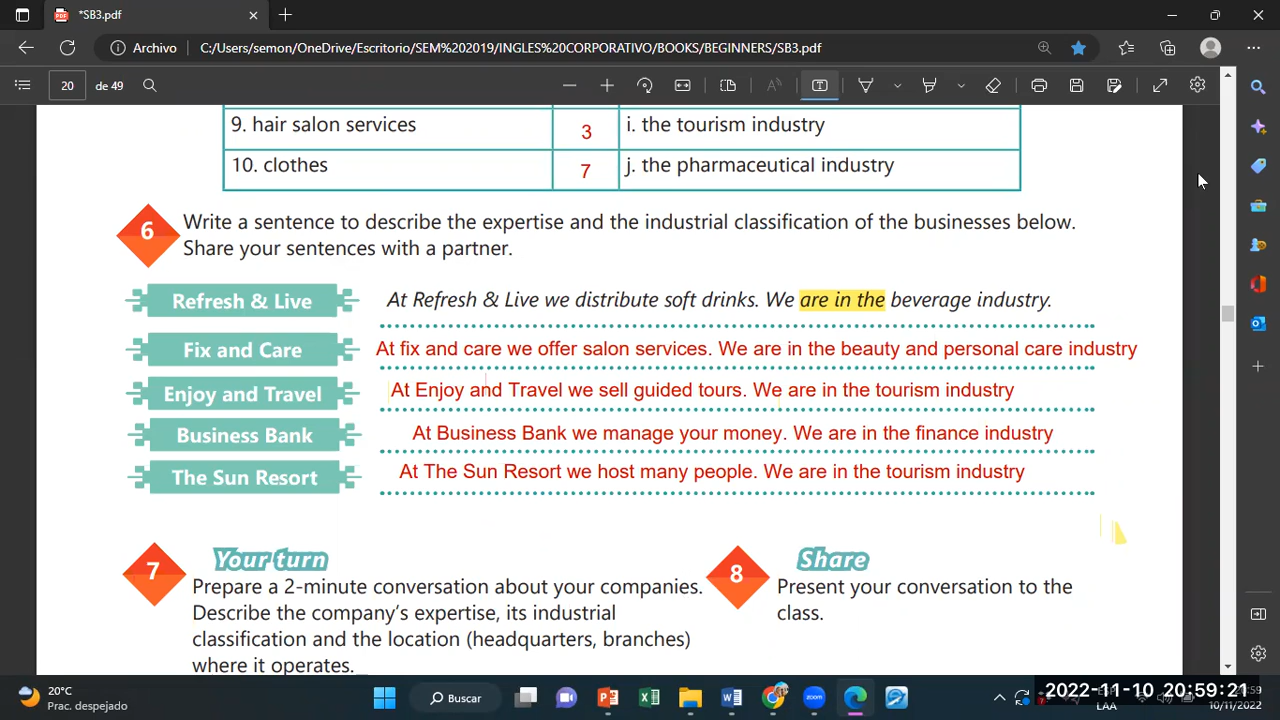 *SB3.pdf
Archivo C:/Users/semon/OneDrive/Escritorio/SEM%202019/INGLES%20CORPORATIVO/BOOKS/BEGINNERS/SB3.pdf
20 de 49
9. hair salon services 3 i. the tourism industry
10. clothes 7 j. the pharmaceutical industry
6 Write a sentence to describe the expertise and the industrial classification of the businesses below.
Share your sentences with a partner.
Refresh & Live At Refresh & Live we distribute soft drinks. We are in the beverage industry.
Fix and Care At fix and care we offer salon services. We are in the beauty and personal care industry
Enjoy and Travel At Enjoy and Travel we sell guided tours. We are in the tourism industry
Business Bank At Business Bank we manage your money. We are in the finance industry
The Sun Resort At The Sun Resort we host many people. We are in the tourism industry
7 Your turn
Prepare a 2-minute conversation about your companies.
Describe the company's expertise, its industrial
classification and the location (headquarters, branches)
where it operates.
8 Share
Present your conversation to the
class.
20°C
Prac. despejado
Buscar
LAA
2022-11-10 20:59:21
10/11/2022